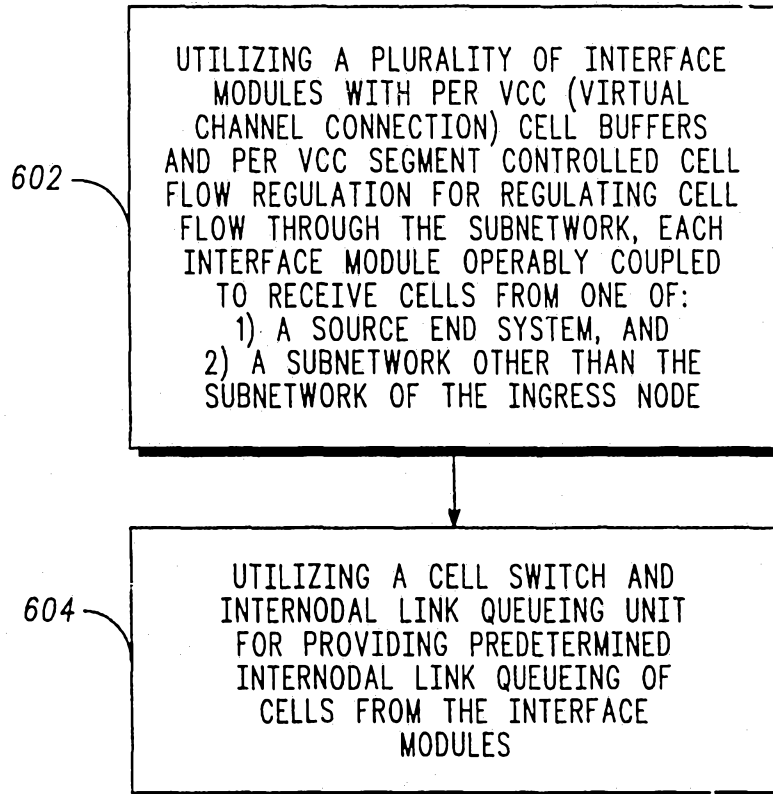 UTILIZING A PLURALITY OF INTERFACE
MODULES WITH PER VCC (VIRTUAL
CHANNEL CONNECTION) CELL BUFFERS
AND PER VCC SEGMENT CONTROLLED CELL
602
FLOW REGULATION FOR REGULATING CELL
FLOW THROUGH THE SUBNETWORK, EACH
INTERFACE MODULE OPERABLY COUPLED
TO RECEIVE CELLS FROM ONE OF:
1) A SOURCE END SYSTEM, AND
2) A SUBNETWORK OTHER THAN THE
SUBNETWORK OF THE INGRESS NODE
UTILIZING A CELL SWITCH AND
604
INTERNODAL LINK QUEUEING UNIT
FOR PROVIDING PREDETERMINED
INTERNODAL LINK QUEUEING OF
CELLS FROM THE INTERFACE
MODULES